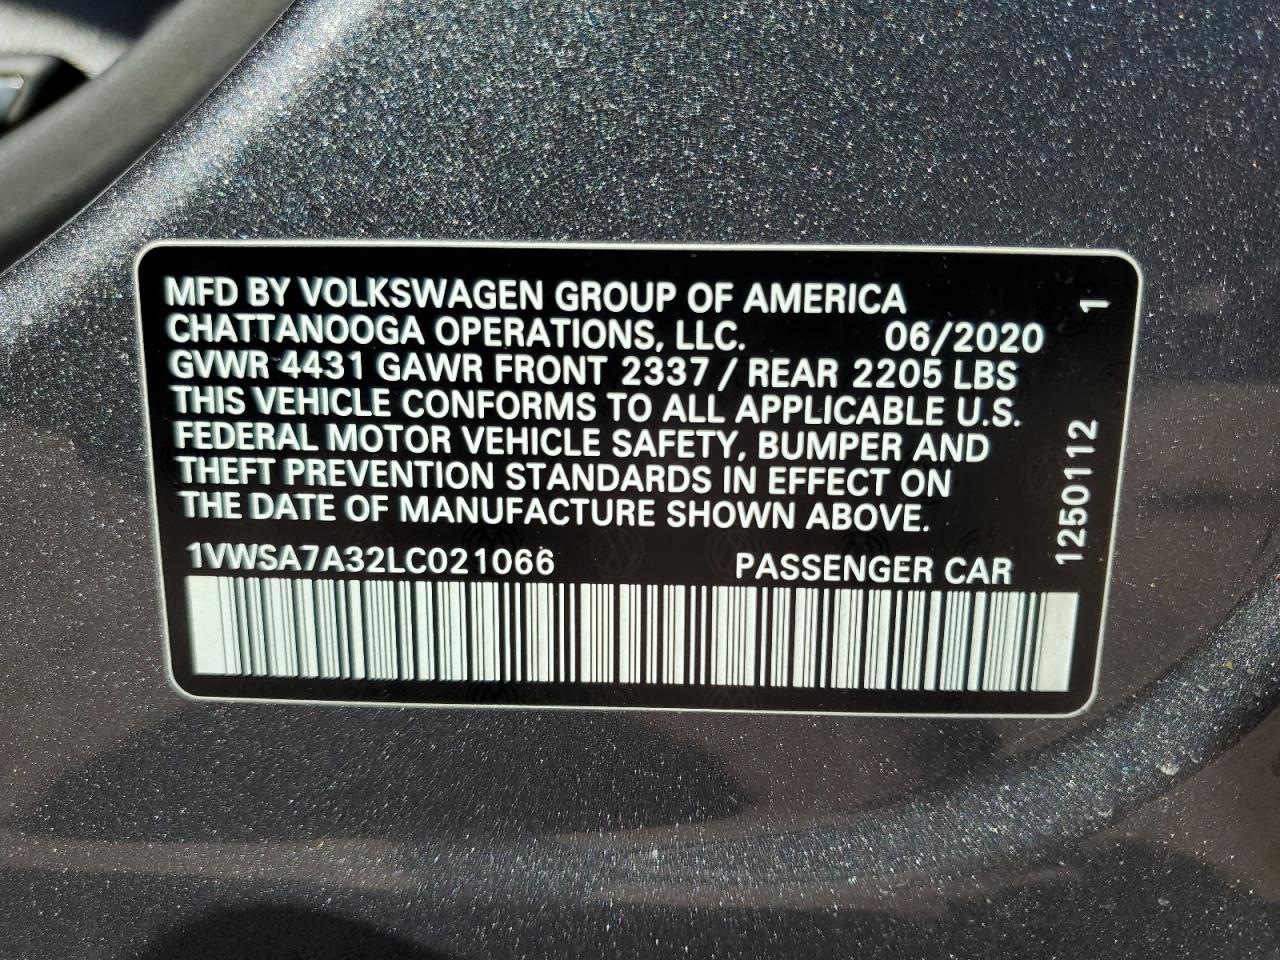 MFD BY VOLKSWAGEN GROUP OF AMERICA
CHATTANOOGA OPERATIONS, LLC. 06/2020
GVWR 4431 GAWR FRONT 2337 / REAR 2205 LBS
THIS VEHICLE CONFORMS TO ALL APPLICABLE U.S.
FEDERAL MOTOR VEHICLE SAFETY, BUMPER AND
THEFT PREVENTION STANDARDS IN EFFECT ON
THE DATE OF MANUFACTURE SHOWN ABOVE.
1VWSA7A32LC021066 PASSENGER CAR
1250112 1